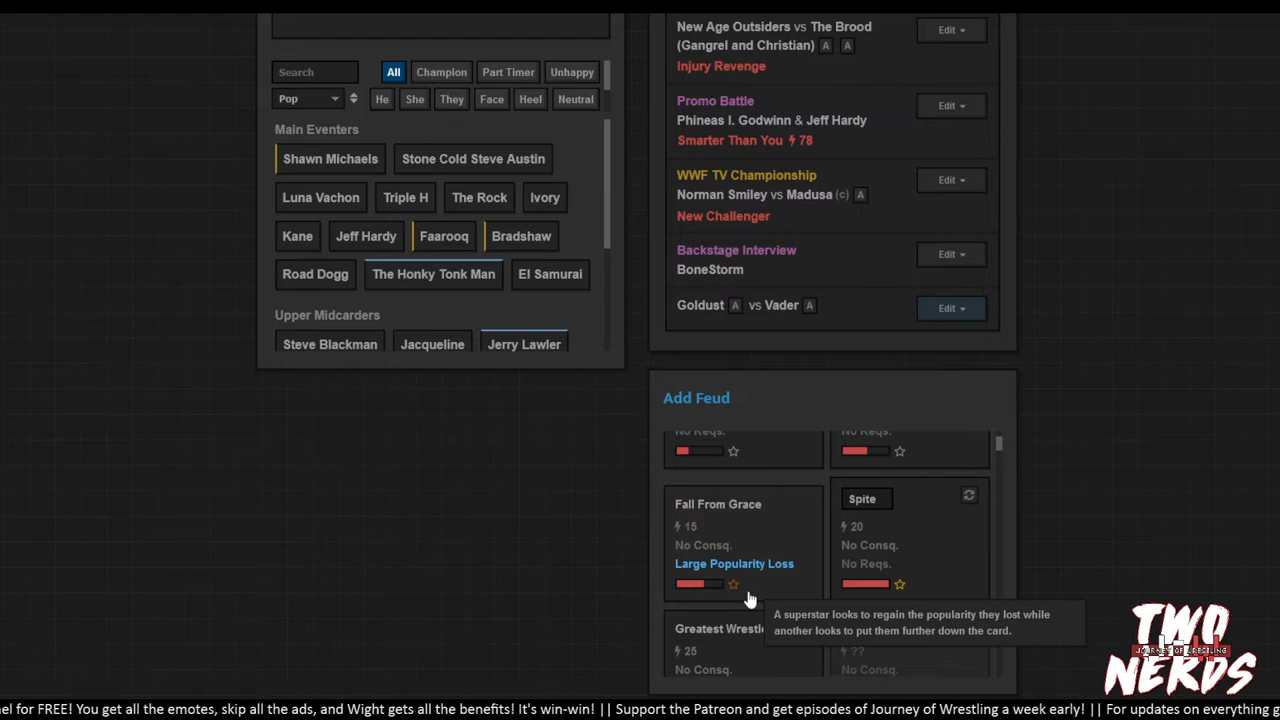 Search
All
Champion
Part Timer
Unhappy
Pop
He
She
They
Face
Heel
Neutral
Main Eventers
Shawn Michaels
Stone Cold Steve Austin
Luna Vachon
Triple H
The Rock
Ivory
Kane
Jeff Hardy
Faarooq
Bradshaw
Road Dogg
The Honky Tonk Man
El Samurai
Upper Midcarders
Steve Blackman
Jacqueline
Jerry Lawler
New Age Outsiders vs The Brood
(Gangrel and Christian) A A
Injury Revenge
Edit
Promo Battle
Phineas I. Godwinn & Jeff Hardy
Smarter Than You 78
Edit
WWF TV Championship
Norman Smiley vs Madusa (c) A
New Challenger
Edit
Backstage Interview
BoneStorm
Edit
Goldust A vs Vader A
Edit
Add Feud
No Reqs.
No Reqs.
Fall From Grace
15
No Consq.
Large Popularity Loss
Spite
20
No Consq.
No Reqs.
A superstar looks to regain the popularity they lost while
another looks to put them further down the card.
Greatest Wrestle
25
No Consq.
??
No Consq.
TWO
JOURNEY OF WRESTLING
NERDS
nel for FREE! You get all the emotes, skip all the ads, and Wight gets all the benefits! It's win-win! || Support the Patreon and get episodes of Journey of Wrestling a week early! || For updates on everything g